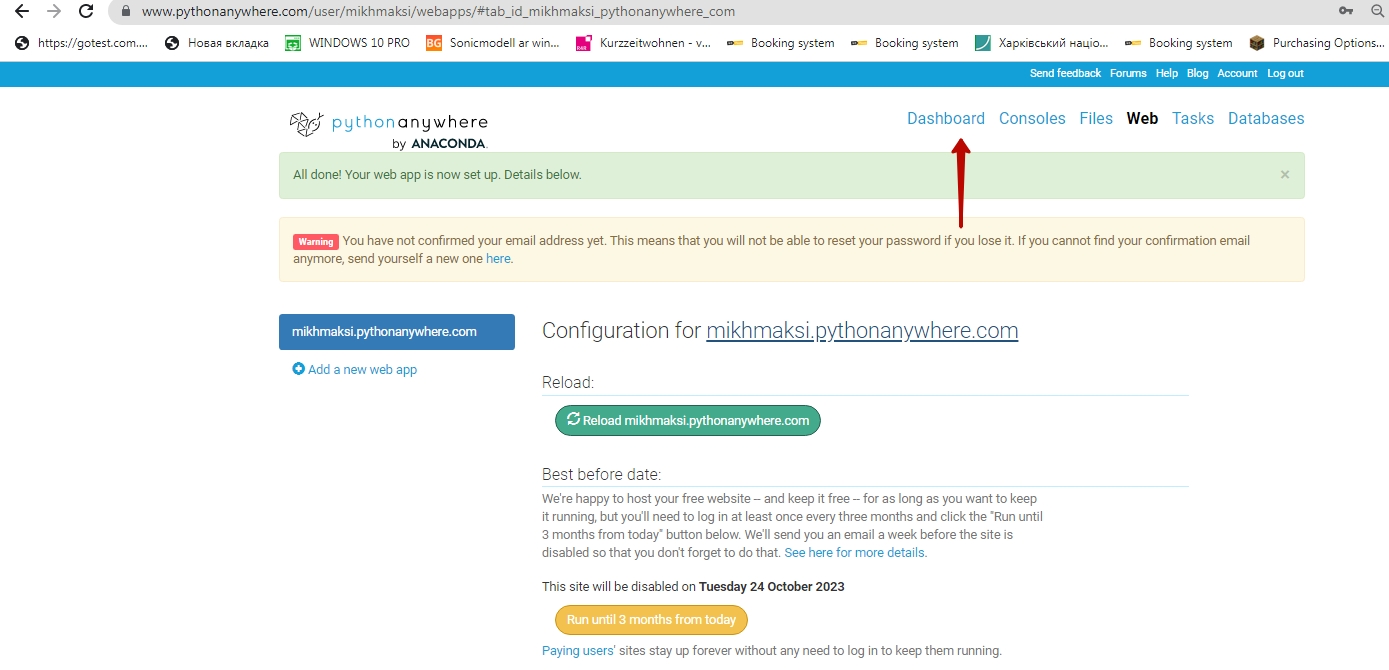 www.pythonanywhere.com/user/mikhmaksi/webapps/#tab_id_mikhmaksi_pythonanywhere_com
https://gotest.com.... Новая вкладка WINDOWS 10 PRO BG Sonicmodell ar win... Kurzzeitwohnen - v... Booking system Booking system Харківський націо... Booking system Purchasing Options...
Send feedback Forums Help Blog Account Log out
pythonanywhere
by ANACONDA.
Dashboard Consoles Files Web Tasks Databases
All done! Your web app is now set up. Details below. ×
Warning You have not confirmed your email address yet. This means that you will not be able to reset your password if you lose it. If you cannot find your confirmation email
anymore, send yourself a new one here.
mikhmaksi.pythonanywhere.com
Add a new web app
Configuration for mikhmaksi.pythonanywhere.com
Reload:
Reload mikhmaksi.pythonanywhere.com
Best before date:
We're happy to host your free website -- and keep it free -- for as long as you want to keep
it running, but you'll need to log in at least once every three months and click the "Run until
3 months from today" button below. We'll send you an email a week before the site is
disabled so that you don't forget to do that. See here for more details.
This site will be disabled on Tuesday 24 October 2023
Run until 3 months from today
Paying users' sites stay up forever without any need to log in to keep them running.